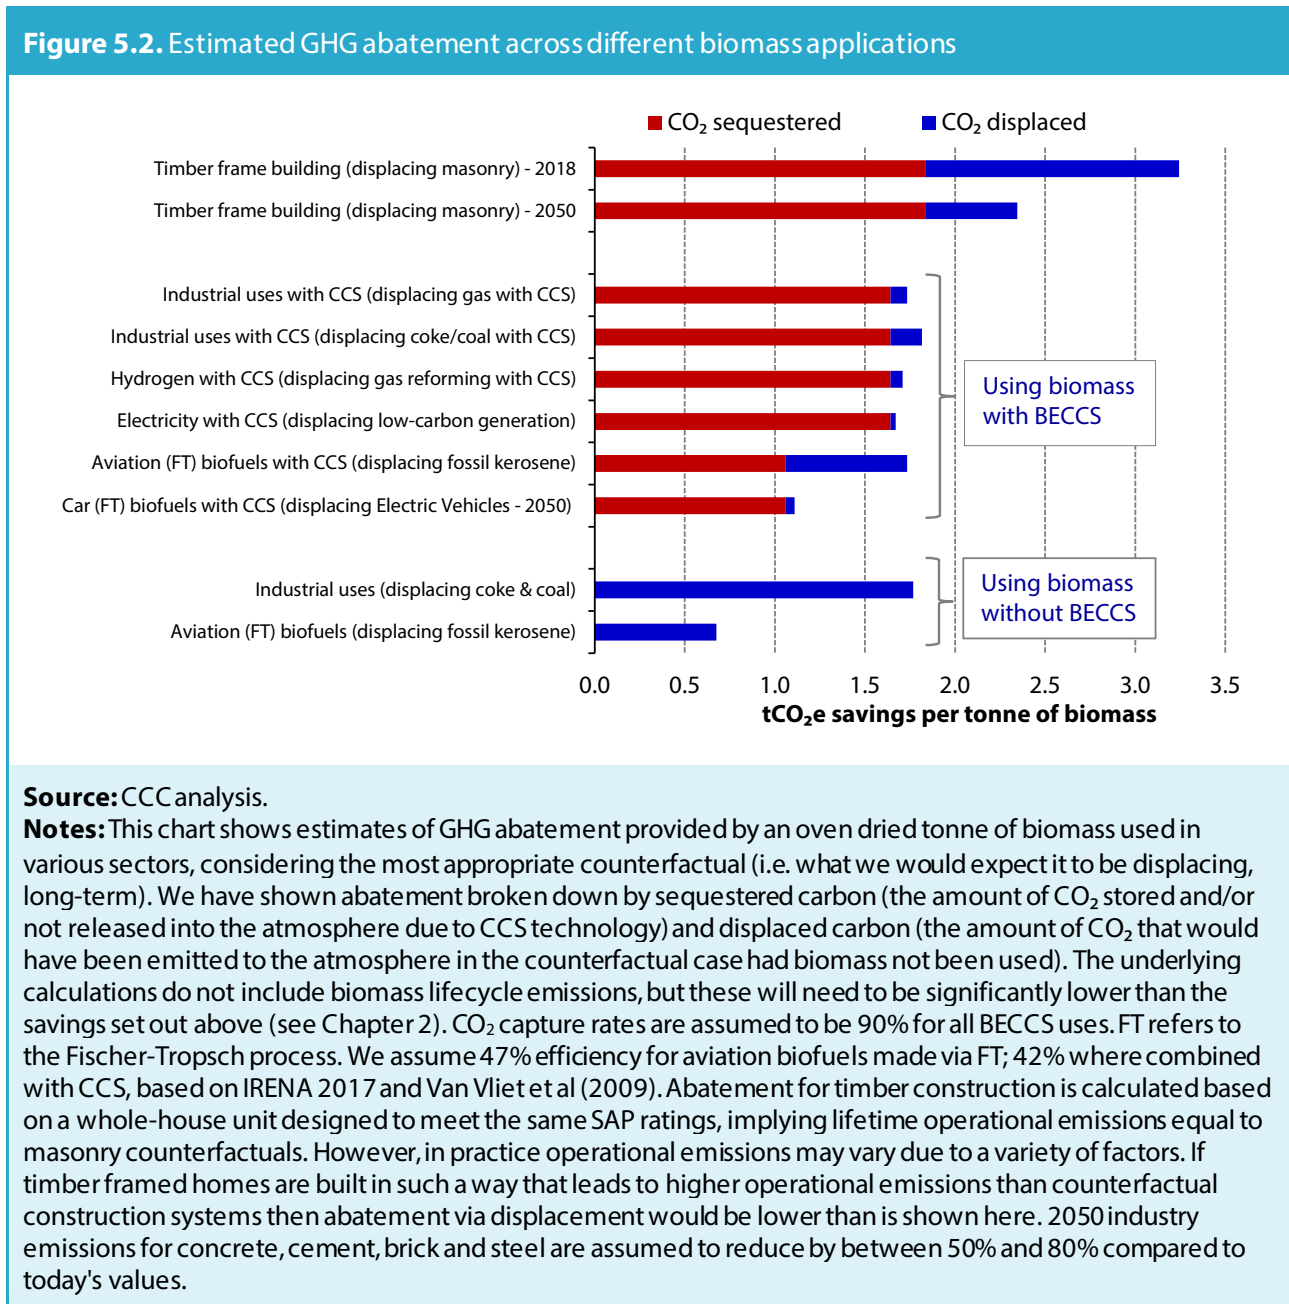 Figure 5.2. Estimated GHG abatement across different biomass applications
CO₂ sequestered
CO₂ displaced
Timber frame building (displacing masonry) - 2018
Timber frame building (displacing masonry) - 2050
Industrial uses with CCS (displacing gas with CCS)
Industrial uses with CCS (displacing coke/coal with CCS)
Hydrogen with CCS (displacing gas reforming with CCS)
Electricity with CCS (displacing low-carbon generation)
Aviation (FT) biofuels with CCS (displacing fossil kerosene)
Car (FT) biofuels with CCS (displacing Electric Vehicles - 2050)
Using biomass
with BECCS
Industrial uses (displacing coke & coal)
Aviation (FT) biofuels (displacing fossil kerosene)
Using biomass
without BECCS
0.0 0.5 1.0 1.5 2.0 2.5 3.0 3.5
tCO₂e savings per tonne of biomass
Source: CCC analysis.
Notes: This chart shows estimates of GHG abatement provided by an oven dried tonne of biomass used in
various sectors, considering the most appropriate counterfactual (i.e. what we would expect it to be displacing,
long-term). We have shown abatement broken down by sequestered carbon (the amount of CO₂ stored and/or
not released into the atmosphere due to CCS technology) and displaced carbon (the amount of CO₂ that would
have been emitted to the atmosphere in the counterfactual case had biomass not been used). The underlying
calculations do not include biomass lifecycle emissions, but these will need to be significantly lower than the
savings set out above (see Chapter 2). CO₂ capture rates are assumed to be 90% for all BECCS uses. FT refers to
the Fischer-Tropsch process. We assume 47% efficiency for aviation biofuels made via FT; 42% where combined
with CCS, based on IRENA 2017 and Van Vliet et al (2009). Abatement for timber construction is calculated based
on a whole-house unit designed to meet the same SAP ratings, implying lifetime operational emissions equal to
masonry counterfactuals. However, in practice operational emissions may vary due to a variety of factors. If
timber framed homes are built in such a way that leads to higher operational emissions than counterfactual
construction systems then abatement via displacement would be lower than is shown here. 2050 industry
emissions for concrete, cement, brick and steel are assumed to reduce by between 50% and 80% compared to
today's values.